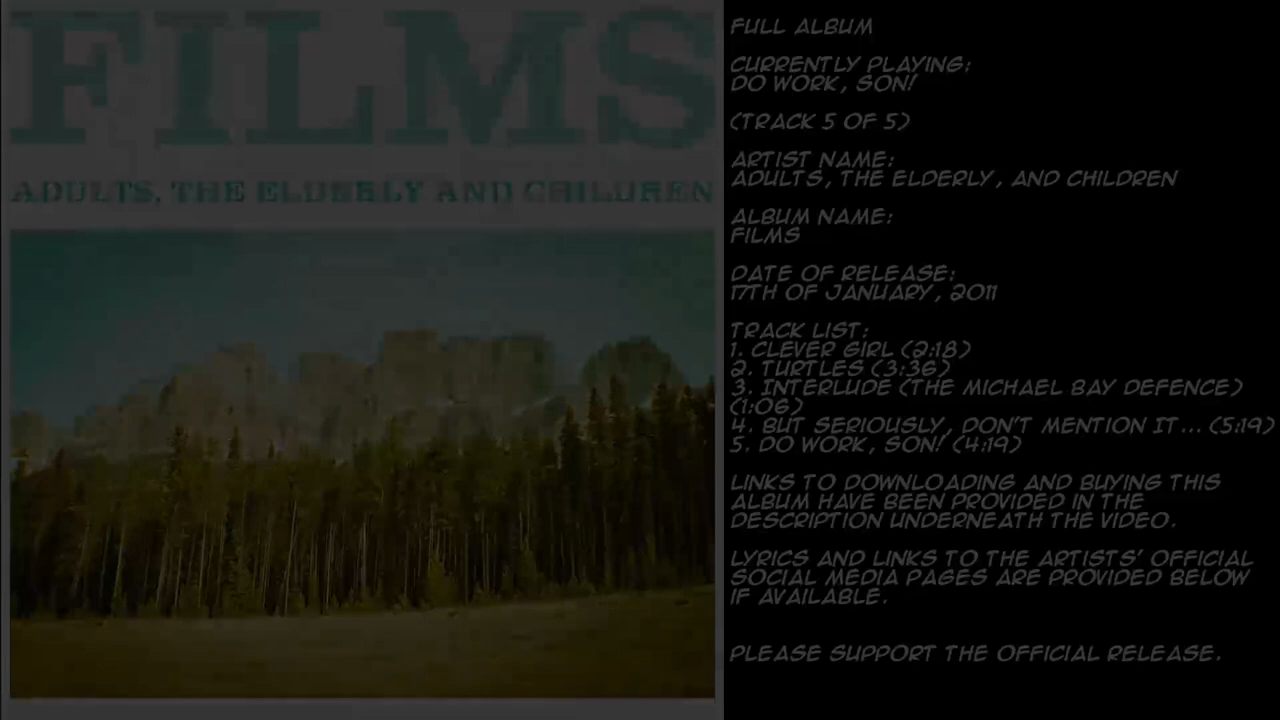 FILMS
ADULTS, THE ELDERLY AND CHILDREN
FULL ALBUM
CURRENTLY PLAYING:
DO WORK, SON!
(TRACK 5 OF 5)
ARTIST NAME:
ADULTS, THE ELDERLY, AND CHILDREN
ALBUM NAME:
FILMS
DATE OF RELEASE:
17TH OF JANUARY, 2011
TRACK LIST:
1. CLEVER GIRL (2:18)
2. TURTLES (3:36)
3. INTERLUDE (THE MICHAEL BAY DEFENCE)
(1:06)
4. BUT SERIOUSLY, DON'T MENTION IT... (5:19)
5. DO WORK, SON! (4:19)
LINKS TO DOWNLOADING AND BUYING THIS
ALBUM HAVE BEEN PROVIDED IN THE
DESCRIPTION UNDERNEATH THE VIDEO.
LYRICS AND LINKS TO THE ARTISTS' OFFICIAL
SOCIAL MEDIA PAGES ARE PROVIDED BELOW
IF AVAILABLE.
PLEASE SUPPORT THE OFFICIAL RELEASE.